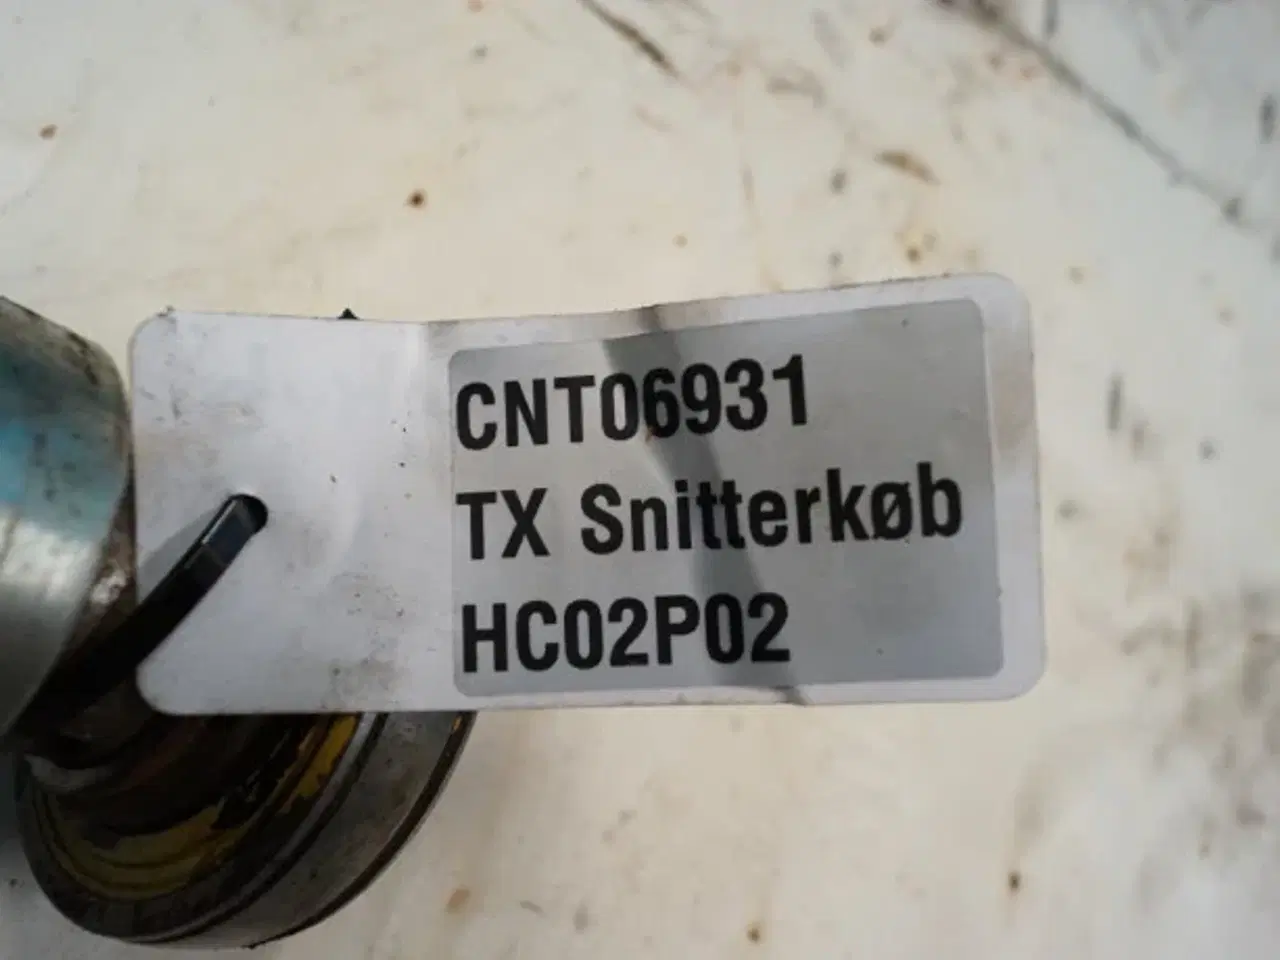 CNT06931
TX Snitterkøb
HC02P02